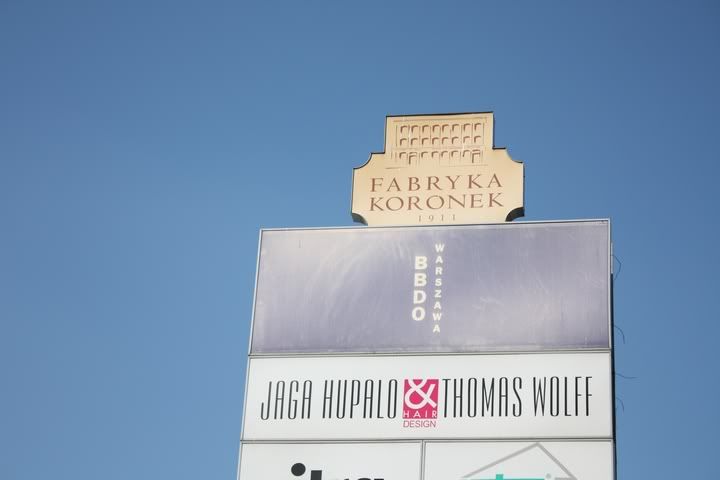 FABRYKA
KORONEK
1911
BBDO
WARSZAWA
JAGA HUPALO & THOMAS WOLFF
HAIR
DESIGN